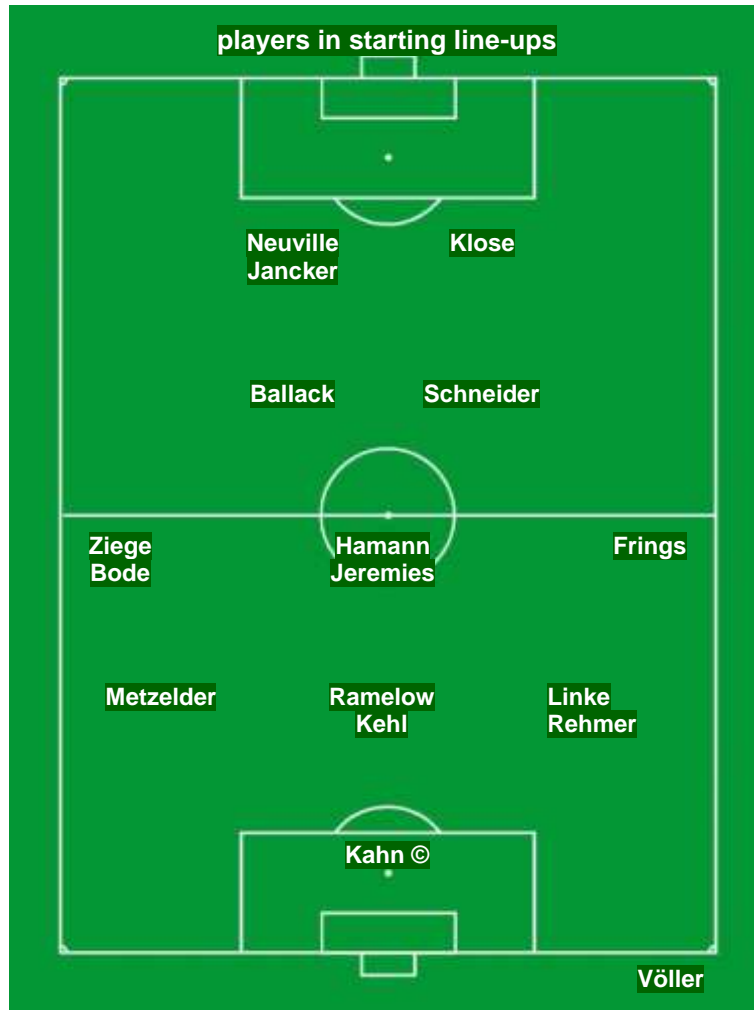 players in starting line-ups
Neuville Klose
Jancker
Ballack Schneider
Ziege Hamann Frings
Bode Jeremies
Metzelder Ramelow Linke
Kehl Rehmer
Kahn ©
Völler